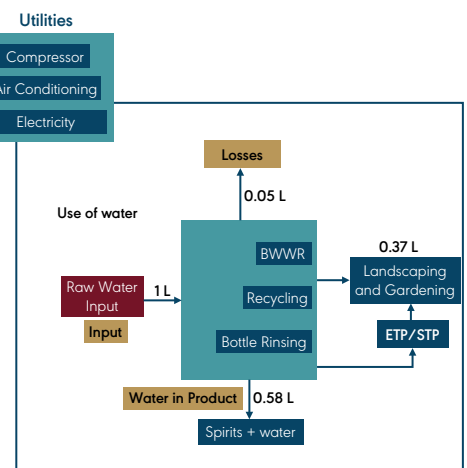 Utilities
Compressor
Air Conditioning
Electricity
Losses
0.05 L
Use of water
BWWR
0.37 L
Landscaping
and Gardening
Raw Water
Input
1 L
Recycling
Input
Bottle Rinsing
ETP/STP
Water in Product
0.58 L
Spirits + water